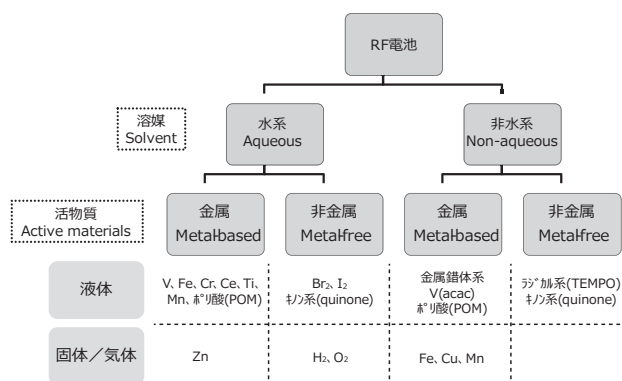 RF電池
溶媒
Solvent
水系
Aqueous
非水系
Non-aqueous
活物質
Active materials
金属
Metal-based
非金属
Metal-free
金属
Metal-based
非金属
Metal-free
液体
V, Fe、Cr、Ce、Ti、
Mn、ﾎﾟﾘ酸(POM)
Br₂、I₂
ｷﾉﾝ系(quinone)
金属錯体系
V(acac)
ﾎﾟﾘ酸(POM)
ﾗｼﾞｶﾙ系(TEMPO)
ｷﾉﾝ系(quinone)
固体／気体
Zn
H₂、O₂
Fe、Cu、Mn